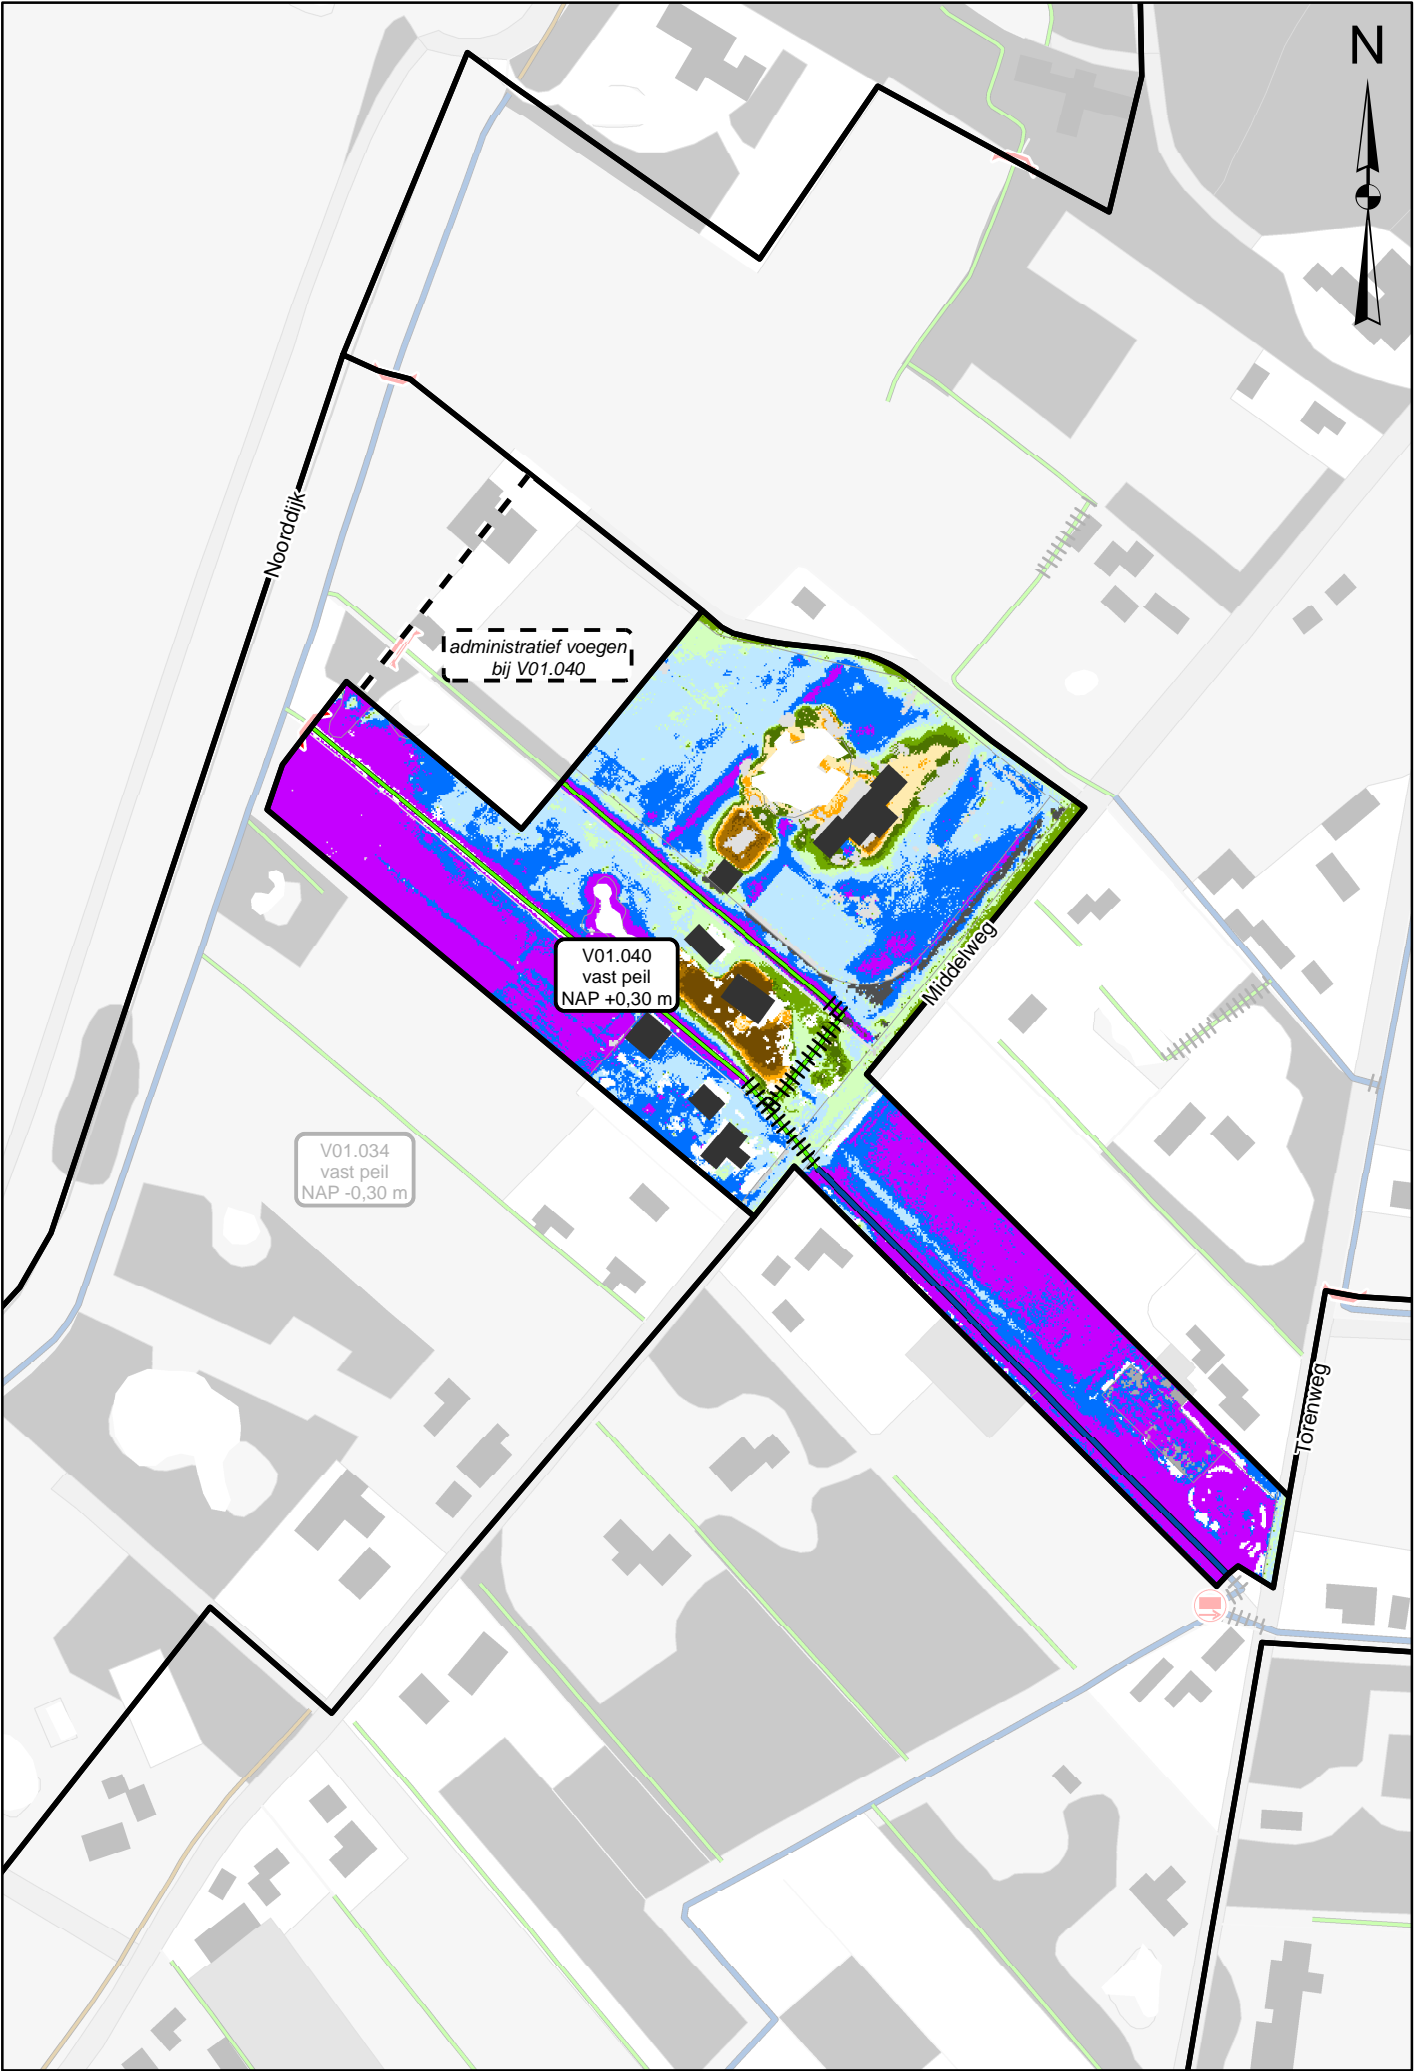 N
Noorddijk
administratief voegen
bij V01.040
V01.040
vast peil
NAP +0,30 m
Middelweg
V01.034
vast peil
NAP -0,30 m
Torenweg